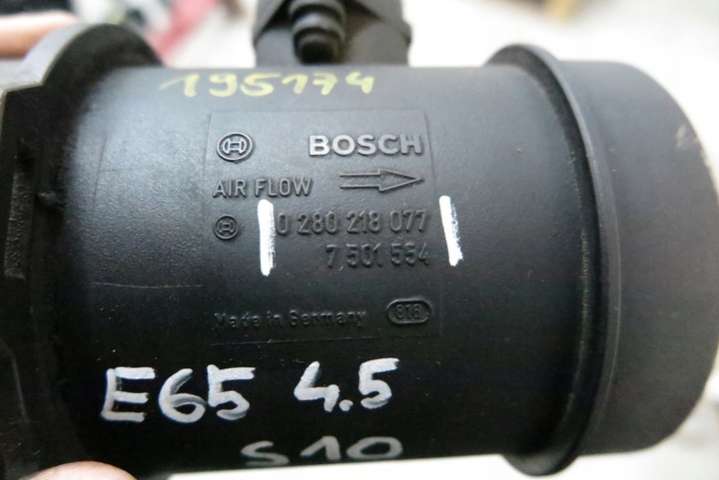 195174
BOSCH
AIR FLOW
0 280 218 077
7,501 554
Made in Germany
E65 4.5
S10